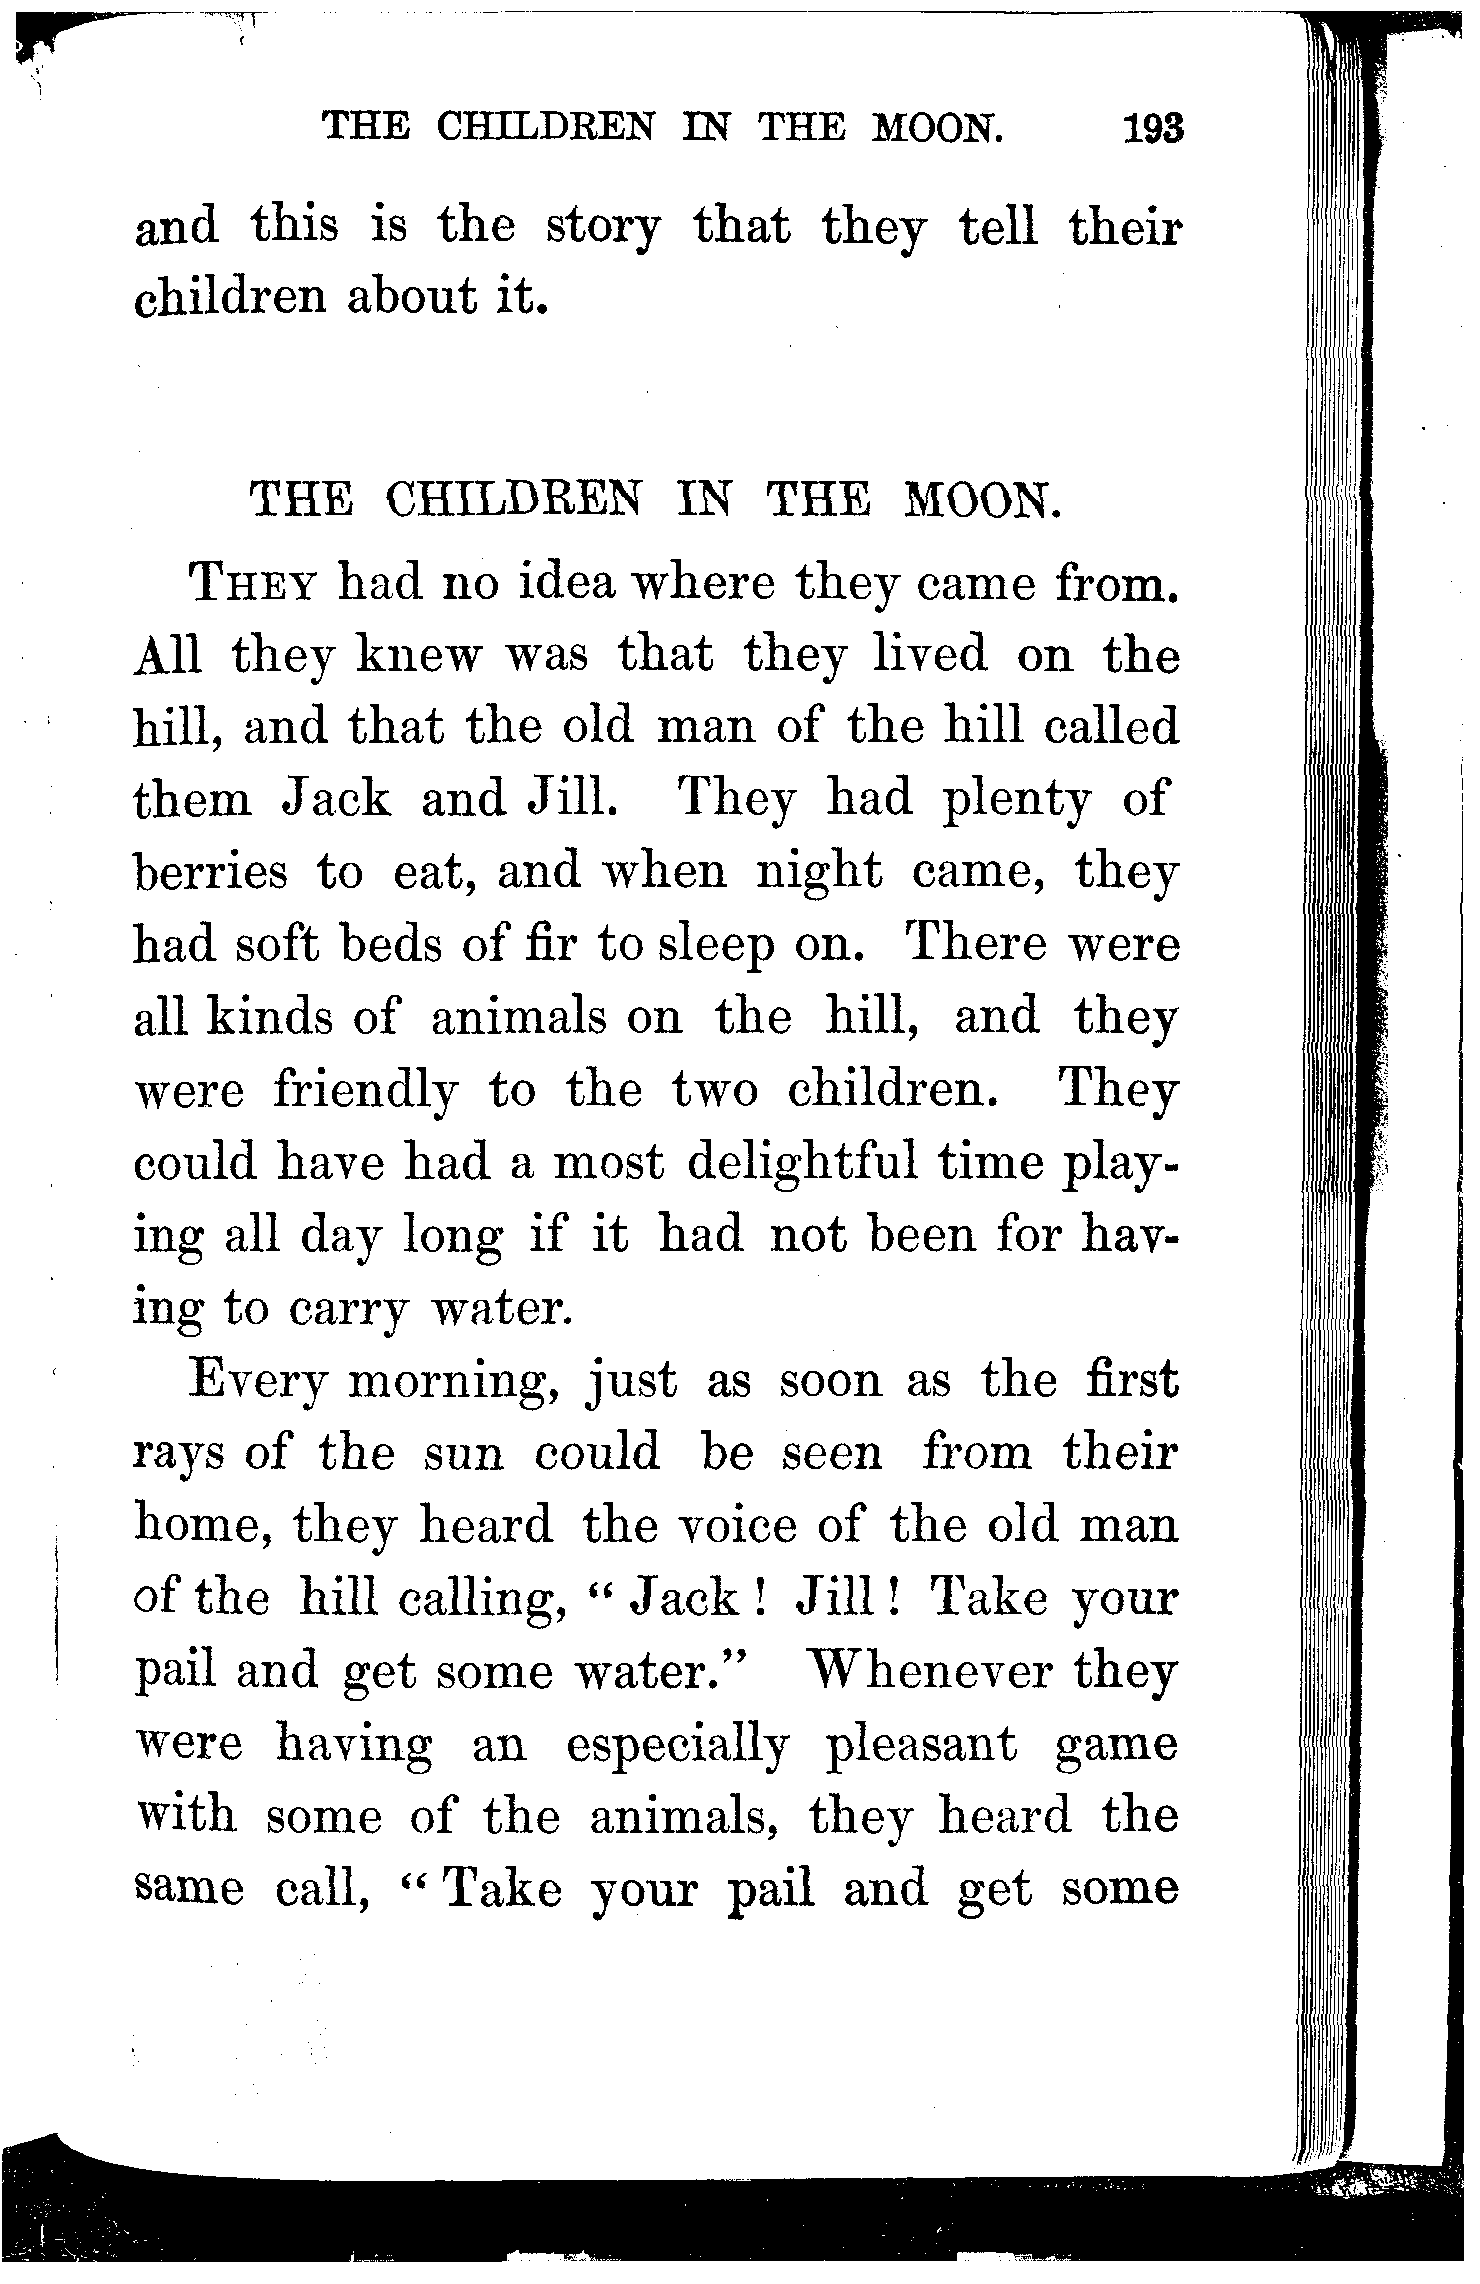 THE CHILDREN IN THE MOON. 193
and this is the story that they tell their
children about it.
THE CHILDREN IN THE MOON.
THEY had no idea where they came from.
All they knew was that they lived on the
hill, and that the old man of the hill called
them Jack and Jill. They had plenty of
berries to eat, and when night came, they
had soft beds of fir to sleep on. There were
all kinds of animals on the hill, and they
were friendly to the two children. They
could have had a most delightful time play-
ing all day long if it had not been for hav-
ing to carry water.
Every morning, just as soon as the first
rays of the sun could be seen from their
home, they heard the voice of the old man
of the hill calling, “ Jack ! Jill ! Take your
pail and get some water.” Whenever they
were having an especially pleasant game
with some of the animals, they heard the
same call, “ Take your pail and get some